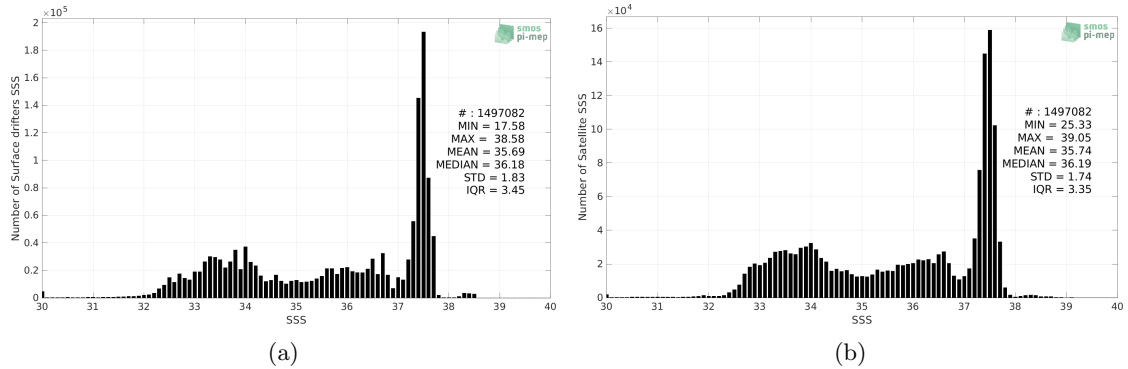 ×10⁵
smos
pi-mep
2
1.8
1.6
1.4
1.2
1
0.8
0.6
0.4
0.2
0
Number of Surface drifters SSS
# : 1497082
MIN = 17.58
MAX = 38.58
MEAN = 35.69
MEDIAN = 36.18
STD = 1.83
IQR = 3.45
30 31 32 33 34 35 36 37 38 39 40
SSS
(a)
×10⁴
smos
pi-mep
16
14
12
10
8
6
4
2
0
Number of Satellite SSS
# : 1497082
MIN = 25.33
MAX = 39.05
MEAN = 35.74
MEDIAN = 36.19
STD = 1.74
IQR = 3.35
30 31 32 33 34 35 36 37 38 39 40
SSS
(b)